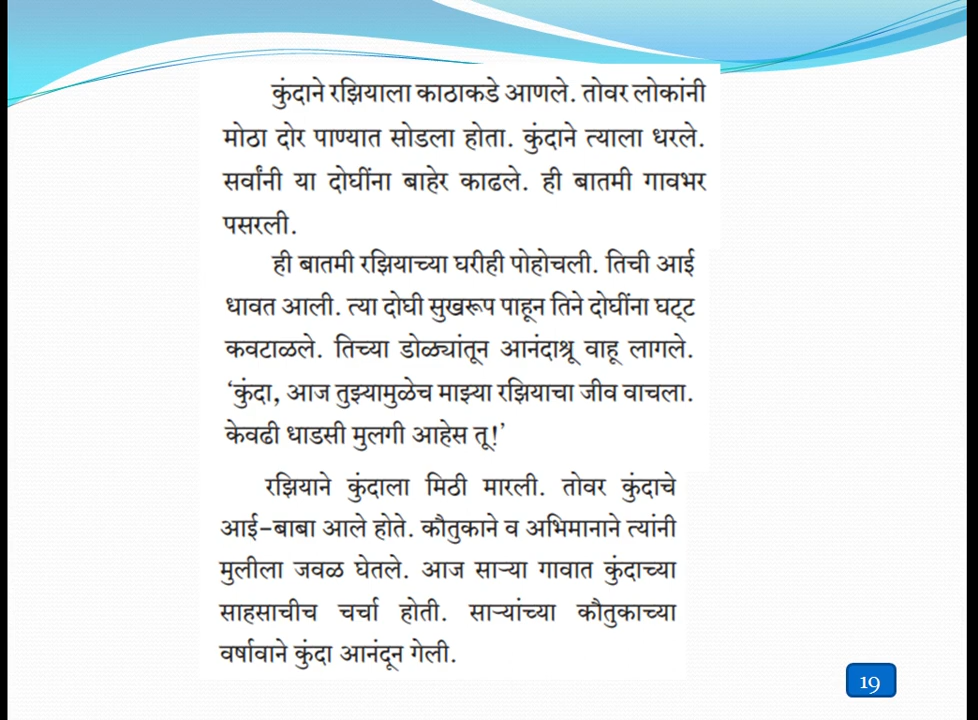 कुंदाने रझियाला काठाकडे आणले. तोवर लोकांनी
मोठा दोर पाण्यात सोडला होता. कुंदाने त्याला धरले.
सर्वांनी या दोघींना बाहेर काढले. ही बातमी गावभर
पसरली.
ही बातमी रझियाच्या घरीही पोहोचली. तिची आई
धावत आली. त्या दोघी सुखरूप पाहून तिने दोघींना घट्ट
कवटाळले. तिच्या डोळ्यांतून आनंदाश्रू वाहू लागले.
‘कुंदा, आज तुझ्यामुळेच माझ्या रझियाचा जीव वाचला.
केवढी धाडसी मुलगी आहेस तू!’
रझियाने कुंदाला मिठी मारली. तोवर कुंदाचे
आई-बाबा आले होते. कौतुकाने व अभिमानाने त्यांनी
मुलीला जवळ घेतले. आज साऱ्या गावात कुंदाच्या
साहसाचीच चर्चा होती. साऱ्यांच्या कौतुकाच्या
वर्षावाने कुंदा आनंदून गेली.
19